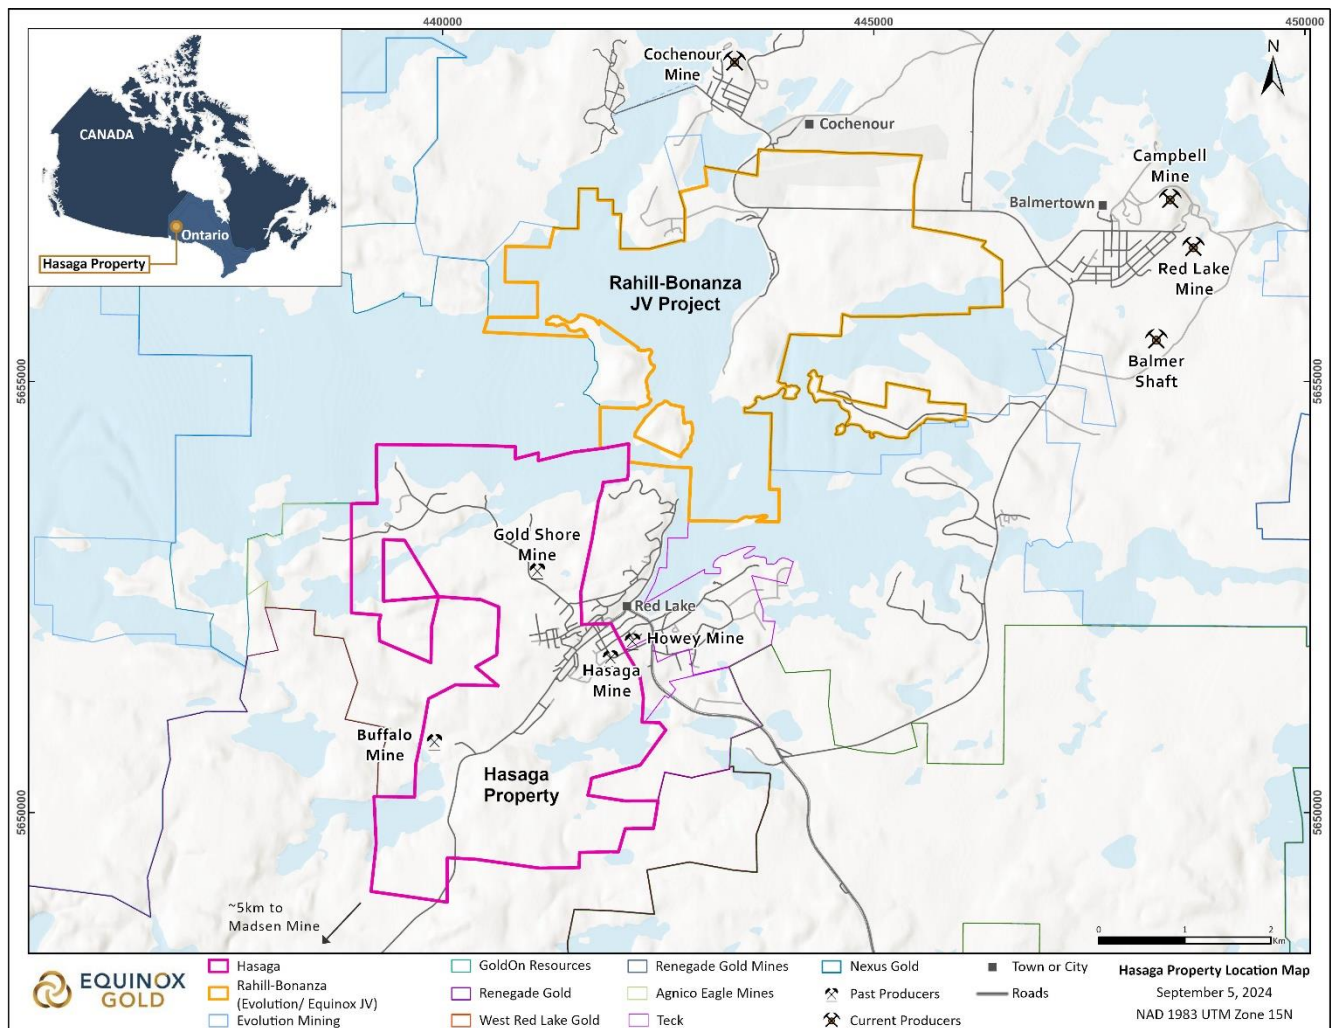 440000
445000
450000
CANADA
Ontario
Hasaga Property
Cochenour
Mine
N
Cochenour
Campbell
Mine
Balmertown
Red Lake
Mine
Rahill-Bonanza
JV Project
Balmer
Shaft
5655000
5655000
Gold Shore
Mine
Red Lake
Howey Mine
Hasaga
Mine
Buffalo
Mine
Hasaga
Property
5650000
5650000
~5km to
Madsen Mine
0 1 2
Km
EQUINOX
GOLD
Hasaga
Rahill-Bonanza
(Evolution/ Equinox JV)
Evolution Mining
GoldOn Resources
Renegade Gold
West Red Lake Gold
Renegade Gold Mines
Agnico Eagle Mines
Teck
Nexus Gold
Past Producers
Current Producers
Town or City
Roads
Hasaga Property Location Map
September 5, 2024
NAD 1983 UTM Zone 15N